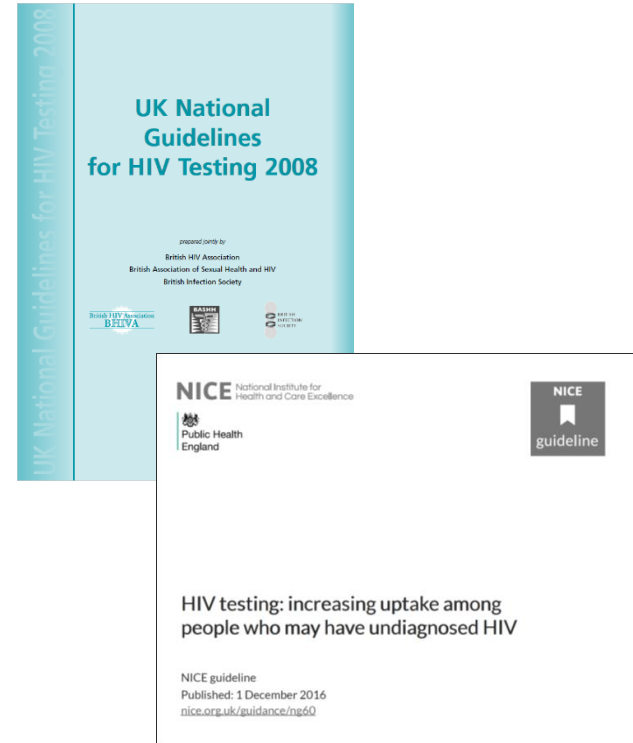 UK National Guidelines for HIV Testing 2008
UK National
Guidelines
for HIV Testing 2008
prepared jointly by
British HIV Association
British Association of Sexual Health and HIV
British Infection Society
British HIV Association
BHIVA
BASHH
BRITISH
INFECTION
SOCIETY
NICE National Institute for
Health and Care Excellence
Public Health
England
NICE
guideline
HIV testing: increasing uptake among
people who may have undiagnosed HIV
NICE guideline
Published: 1 December 2016
nice.org.uk/guidance/ng60